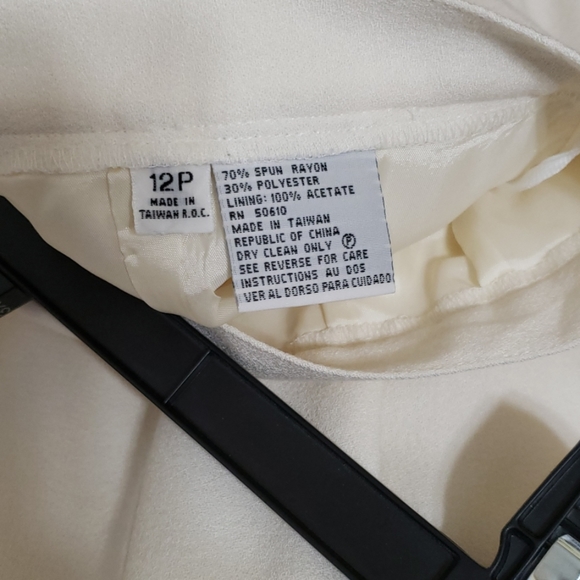 12P
MADE IN
TAIWAN R.O.C.
70% SPUN RAYON
30% POLYESTER
LINING: 100% ACETATE
RN 50610
MADE IN TAIWAN
REPUBLIC OF CHINA
DRY CLEAN ONLY Ⓟ
SEE REVERSE FOR CARE
INSTRUCTIONS AU DOS
VER AL DORSO PARA CUIDADO